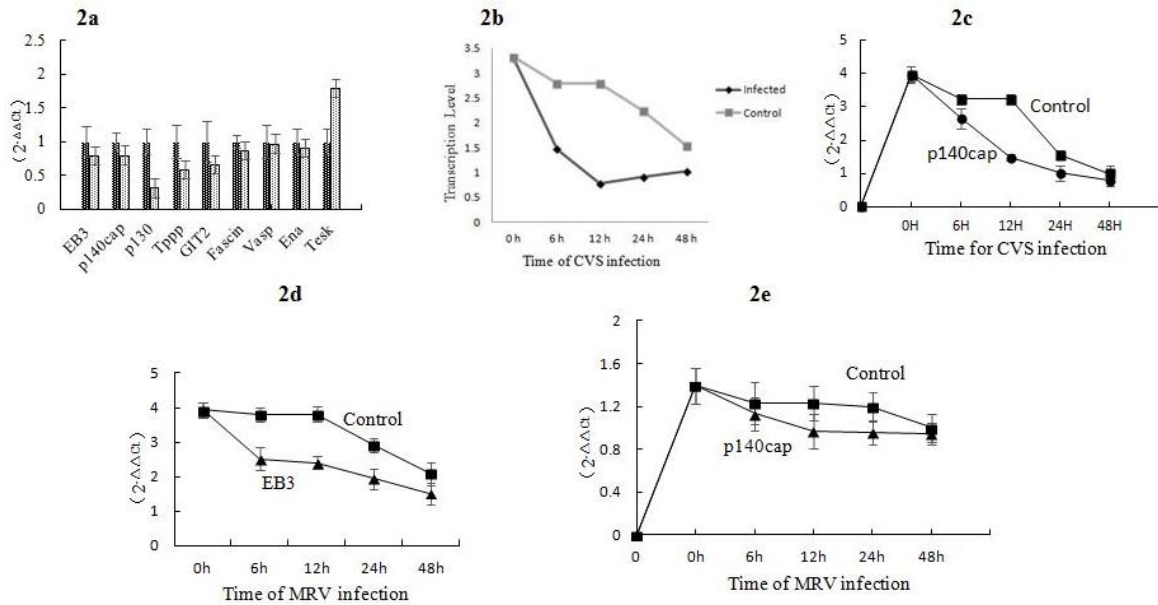 2a
2.5
2
1.5
1
0.5
0
(2-ΔΔCt)
EB3
p140cap
p130
Tppp
GIT2
Fascin
Vasp
Ena
Tesk
2b
3.5
3
2.5
2
1.5
1
0.5
0
Transcription Level
0 h
6 h
12 h
24 h
48 h
Time of CVS infection
Infected
Control
2c
5
4
3
2
1
0
(2-ΔΔCt)
Control
p140cap
0H
6H
12H
24H
48H
Time for CVS infection
2d
5
4
3
2
1
0
(2-ΔΔCt)
Control
EB3
0h
6h
12h
24h
48h
Time of MRV infection
2e
2
1.6
1.2
0.8
0.4
0
(2-ΔΔCt)
Control
p140cap
0
0h
6h
12h
24h
48h
Time of MRV infection